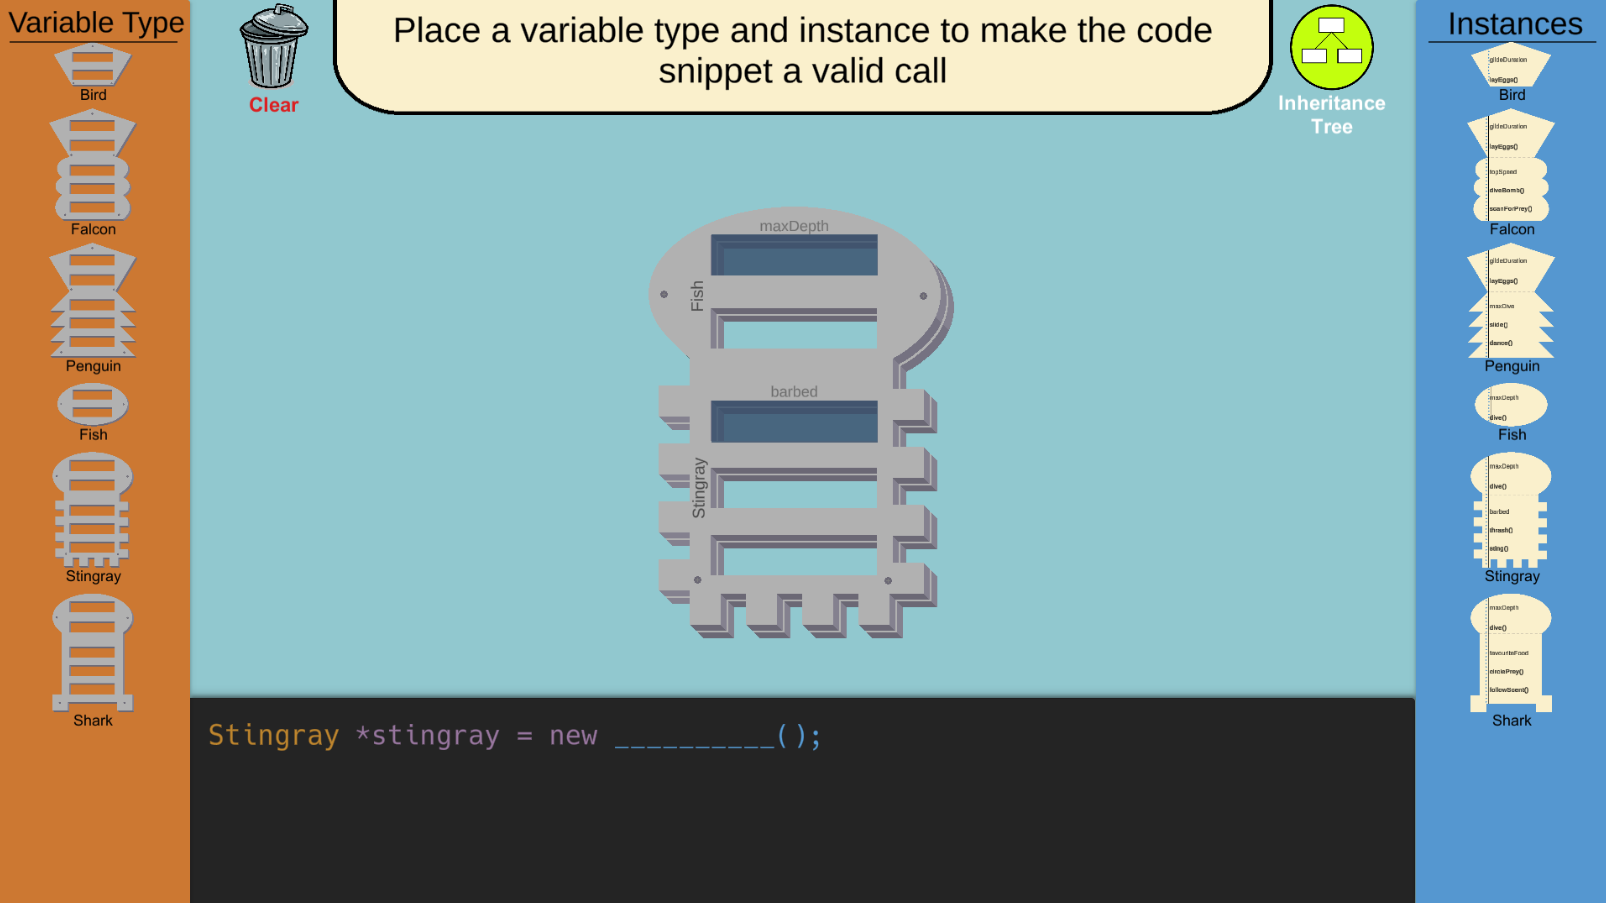 Variable Type
Bird
Falcon
Penguin
Fish
Stingray
Shark
Clear
Place a variable type and instance to make the code
snippet a valid call
Inheritance
Tree
maxDepth
Fish
barbed
Stingray
Stingray *stingray = new __________();
Instances
glideDuration
layEggs()
Bird
glideDuration
layEggs()
topSpeed
diveBomb()
scanForPrey()
Falcon
glideDuration
layEggs()
maxDive
slide()
dance()
Penguin
maxDepth
dive()
Fish
maxDepth
dive()
barbed
thrash()
sting()
Stingray
maxDepth
dive()
favouriteFood
circlePrey()
followScent()
Shark